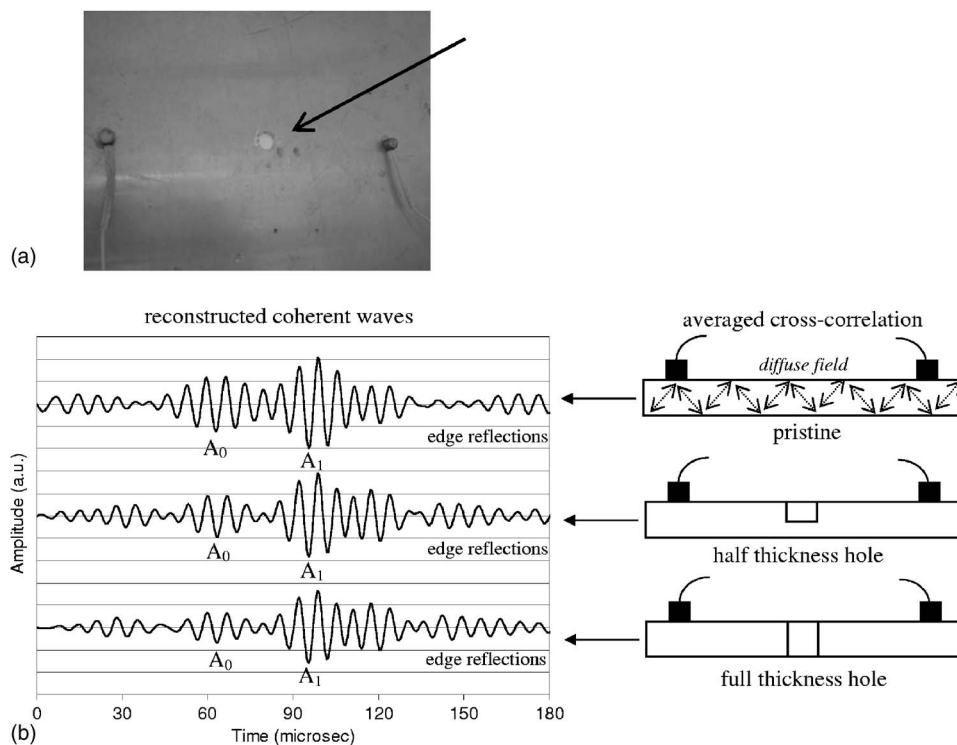 (a)
reconstructed coherent waves
averaged cross-correlation
diffuse field
pristine
edge reflections
A₀
A₁
Amplitude (a.u.)
edge reflections
A₀
A₁
half thickness hole
edge reflections
A₀
A₁
full thickness hole
0 30 60 90 120 150 180
Time (microsec)
(b)